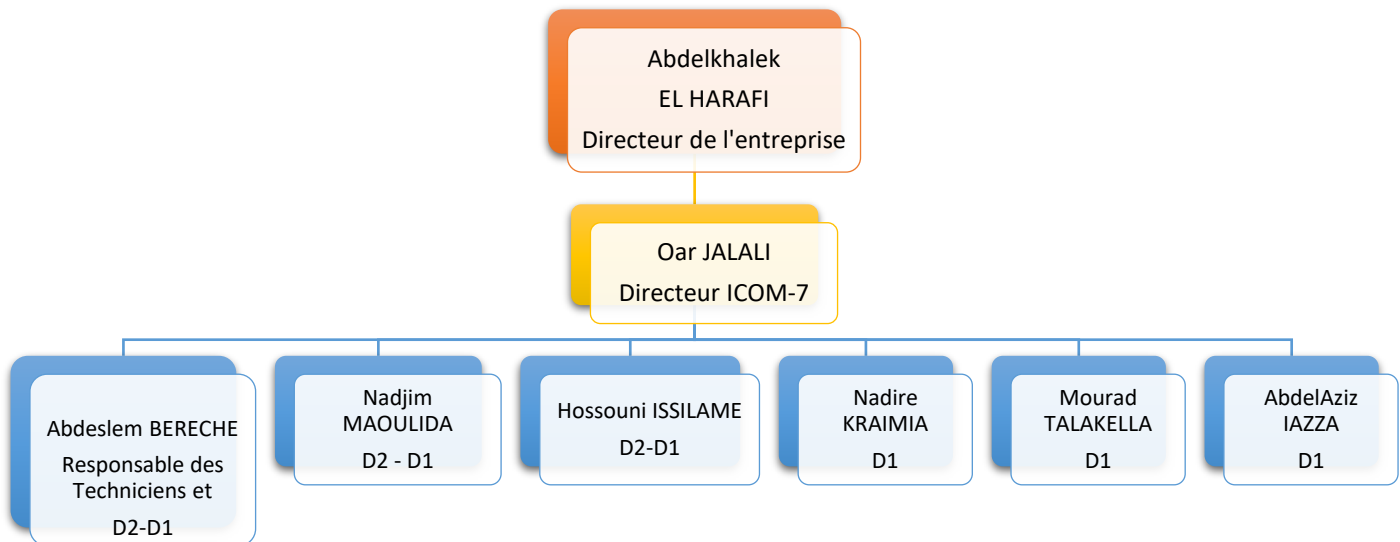 Abdelkhalek
EL HARAFI
Directeur de l'entreprise
Oar JALALI
Directeur ICOM-7
Abdeslem BERECHE
Responsable des
Techniciens et
D2-D1
Nadjim
MAOULIDA
D2 - D1
Hossouni ISSILAME
D2-D1
Nadire
KRAIMIA
D1
Mourad
TALAKELLA
D1
AbdelAziz
IAZZA
D1